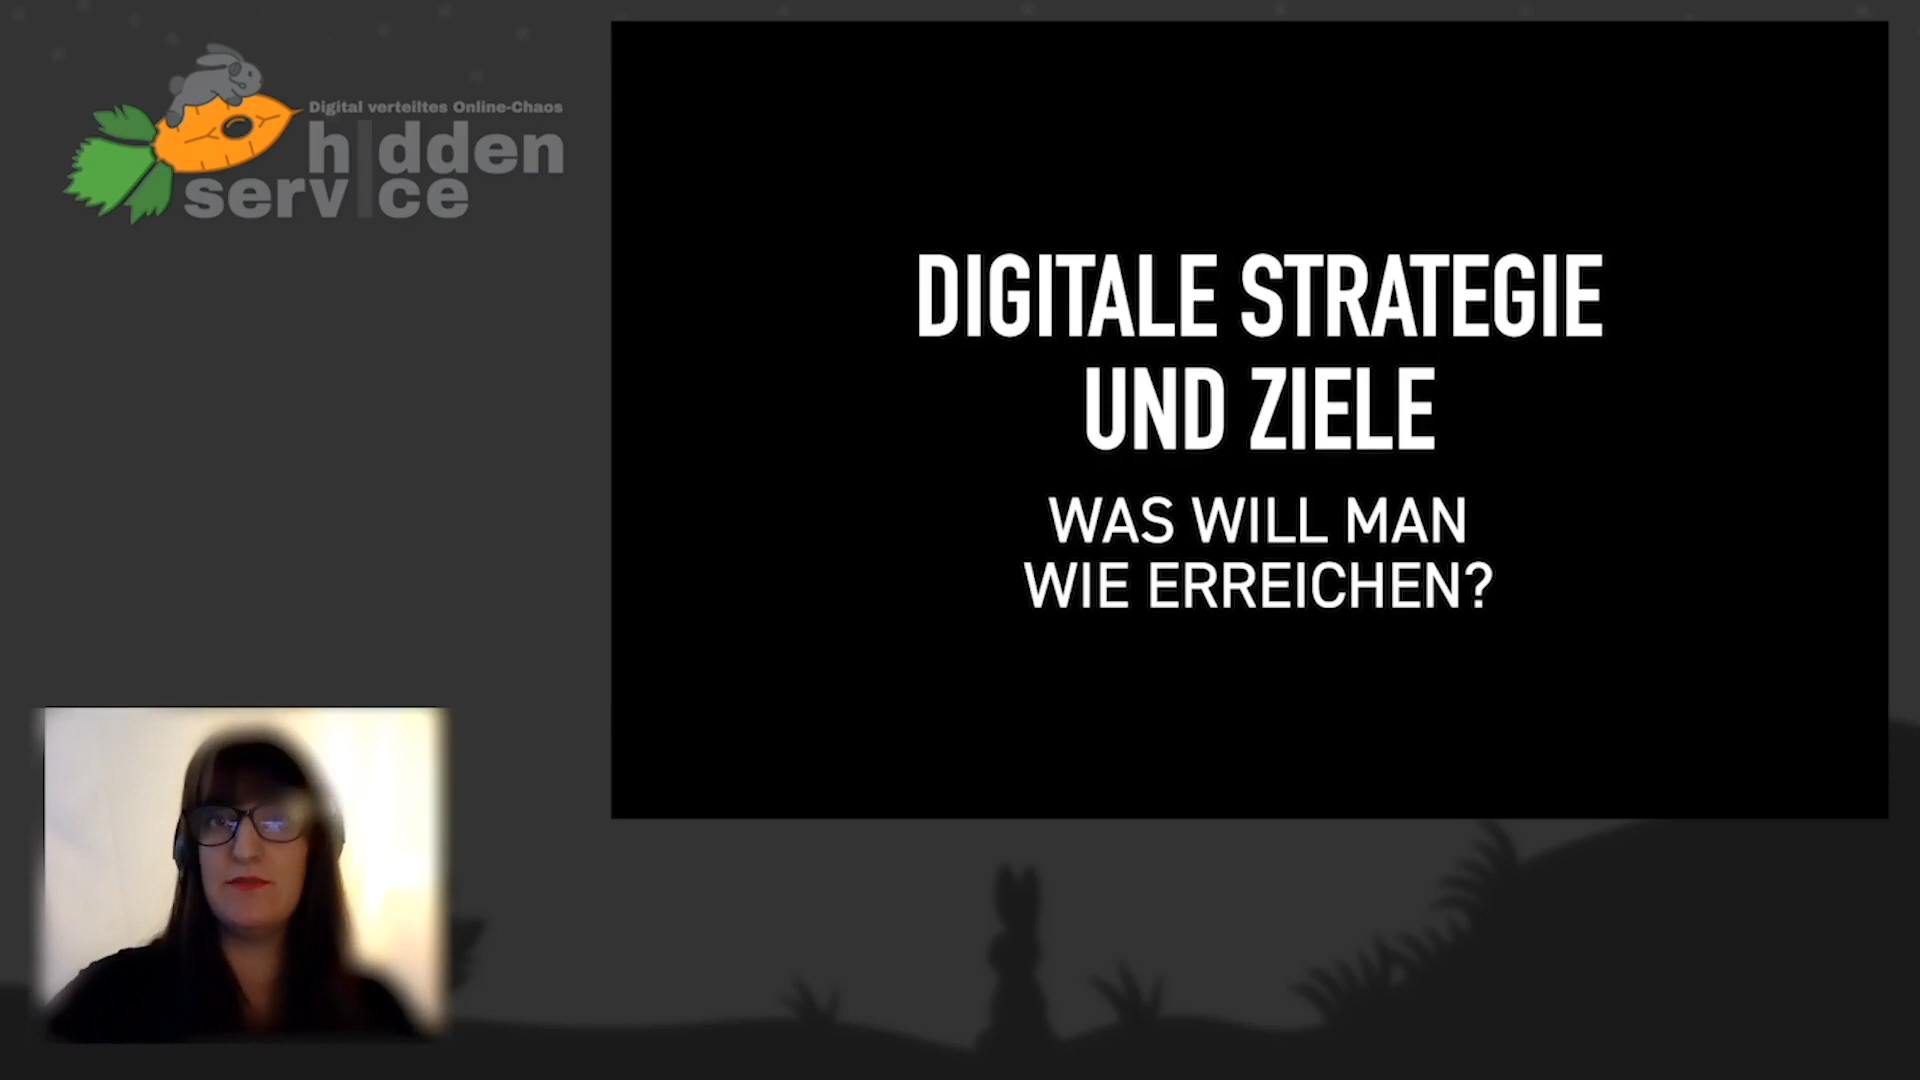 Digital verteiltes Online-Chaos
hidden
service
DIGITALE STRATEGIE
UND ZIELE
WAS WILL MAN
WIE ERREICHEN?